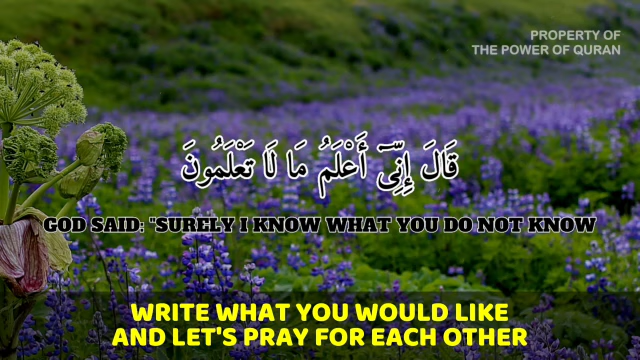 PROPERTY OF
THE POWER OF QURAN
قَالَ إِنِّيٓ أَعْلَمُ مَا لَا تَعْلَمُونَ
GOD SAID: "SURELY I KNOW WHAT YOU DO NOT KNOW
WRITE WHAT YOU WOULD LIKE
AND LET'S PRAY FOR EACH OTHER